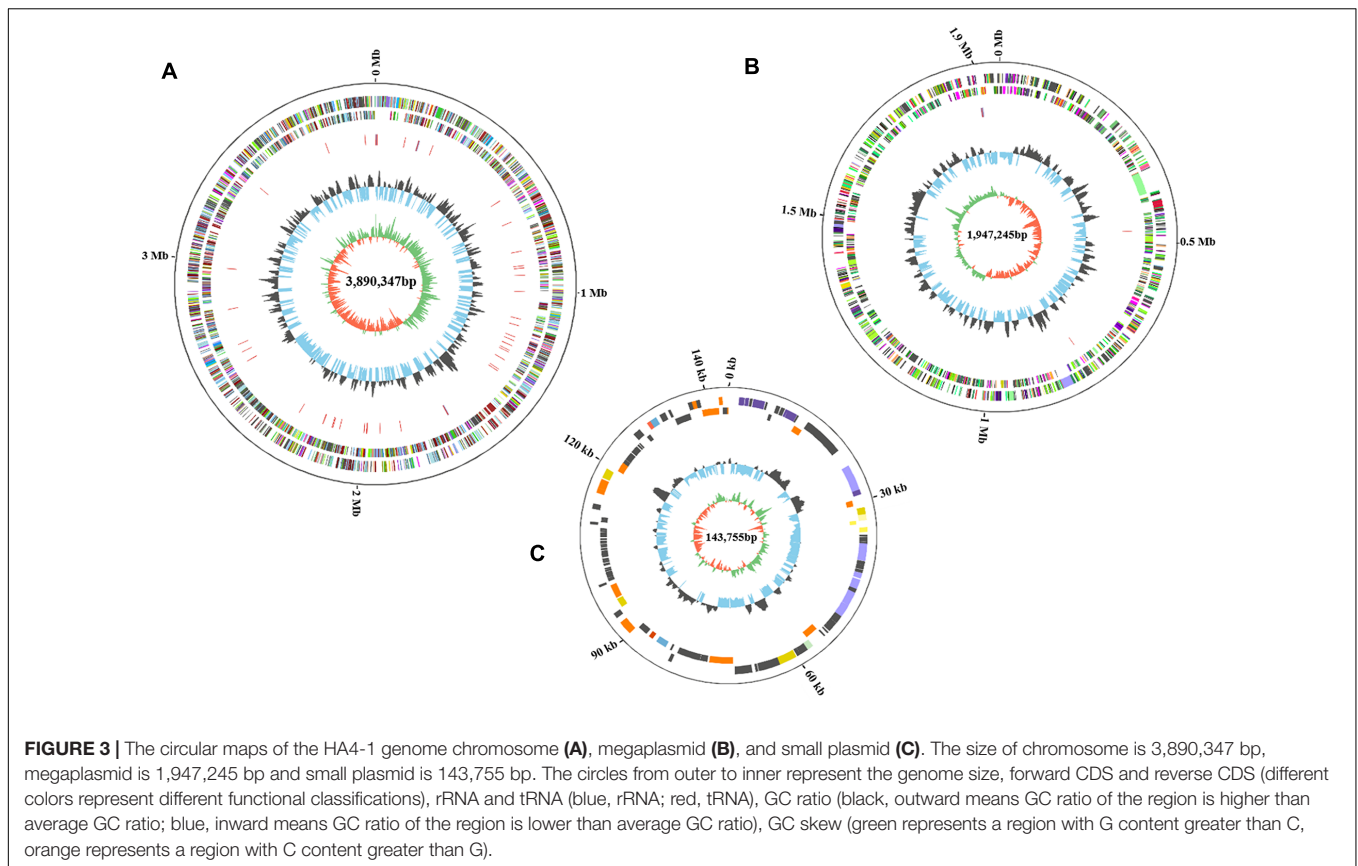 A
0 Mb
1 Mb
2 Mb
3 Mb
3,890,347bp
B
1.9 Mb
0 Mb
0.5 Mb
1 Mb
1.5 Mb
1,947,245bp
C
140 kb
0 kb
30 kb
60 kb
90 kb
120 kb
143,755bp
FIGURE 3 | The circular maps of the HA4-1 genome chromosome (A), megaplasmid (B), and small plasmid (C). The size of chromosome is 3,890,347 bp,
megaplasmid is 1,947,245 bp and small plasmid is 143,755 bp. The circles from outer to inner represent the genome size, forward CDS and reverse CDS (different
colors represent different functional classifications), rRNA and tRNA (blue, rRNA; red, tRNA), GC ratio (black, outward means GC ratio of the region is higher than
average GC ratio; blue, inward means GC ratio of the region is lower than average GC ratio), GC skew (green represents a region with G content greater than C,
orange represents a region with C content greater than G).